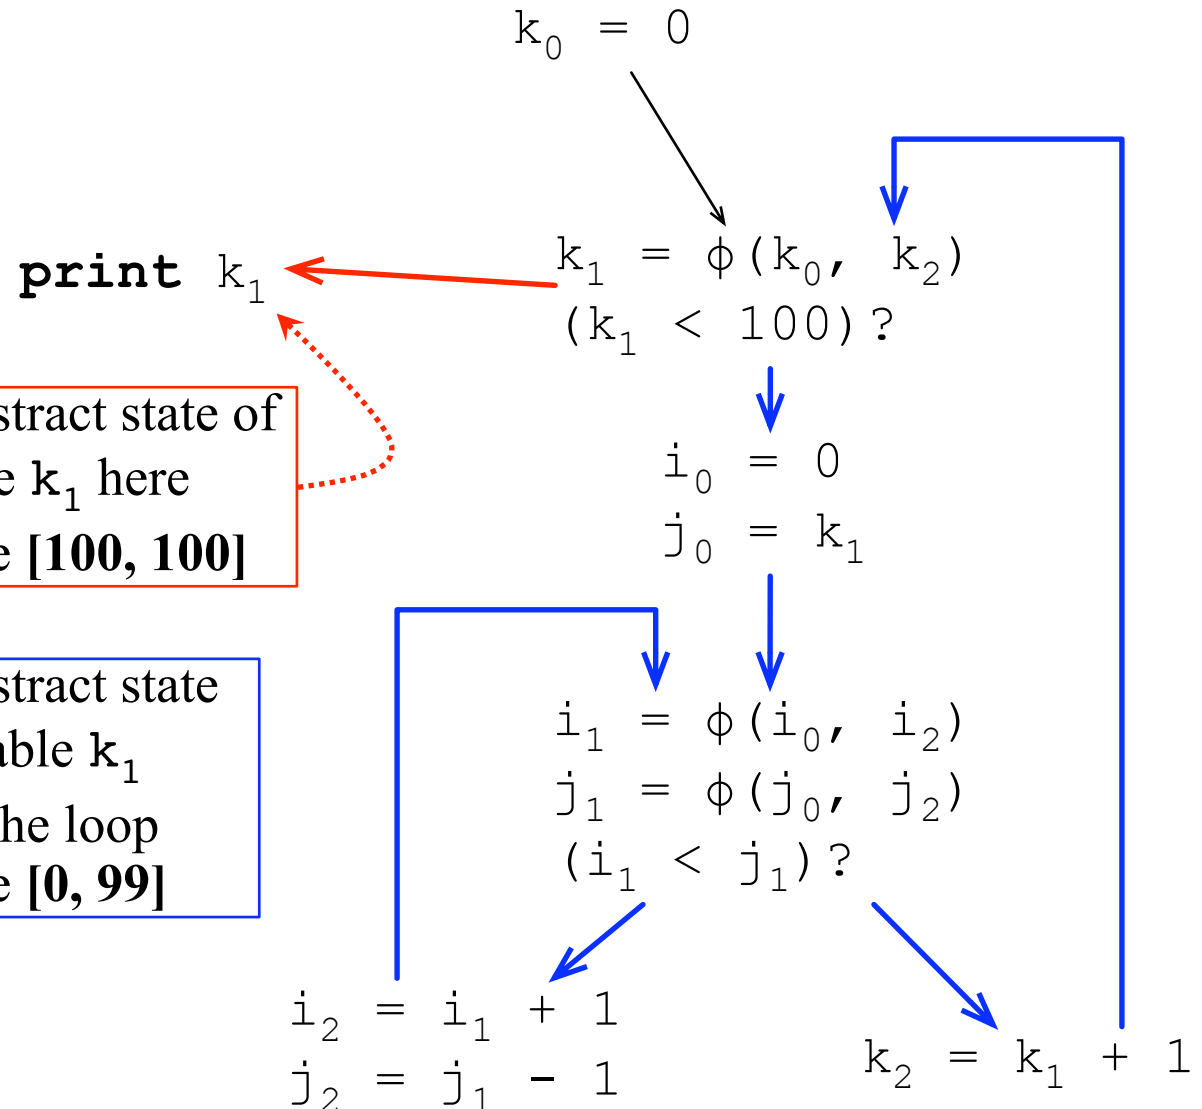 k₀ = 0
k₁ = ϕ(k₀, k₂)
(k₁ < 100)?
print k₁
stract state of
e k₁ here
e [100, 100]
i₀ = 0
j₀ = k₁
stract state
able k₁
he loop
e [0, 99]
i₁ = ϕ(i₀, i₂)
j₁ = ϕ(j₀, j₂)
(i₁ < j₁)?
i₂ = i₁ + 1
j₂ = j₁ - 1
k₂ = k₁ + 1